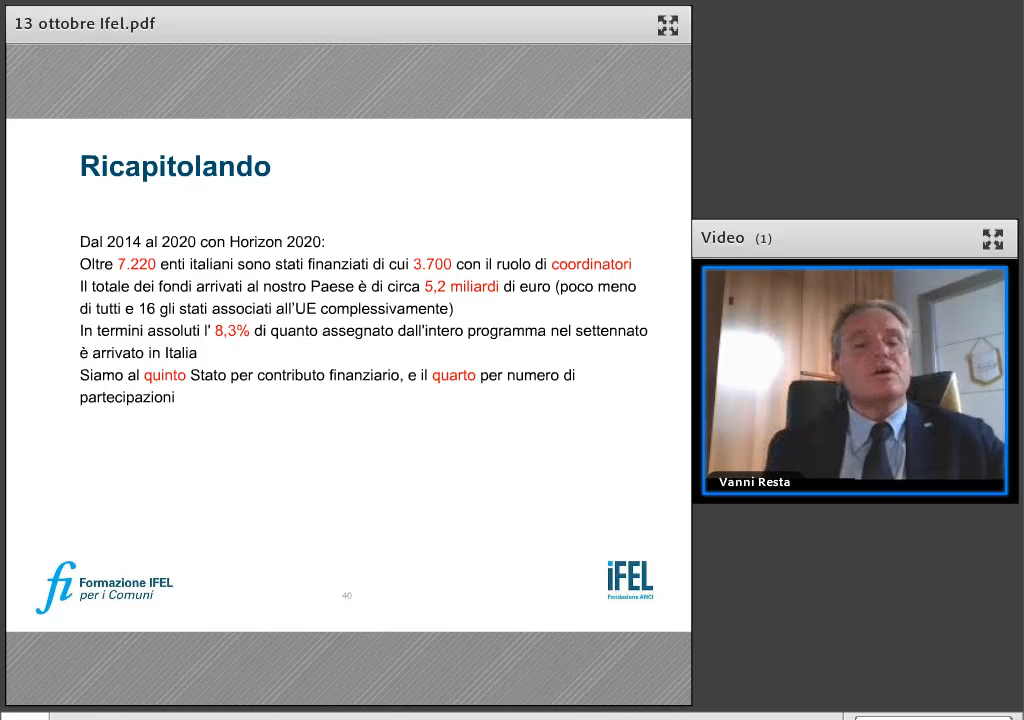 13 ottobre Ifel.pdf
Ricapitolando
Dal 2014 al 2020 con Horizon 2020:
Oltre 7.220 enti italiani sono stati finanziati di cui 3.700 con il ruolo di coordinatori
Il totale dei fondi arrivati al nostro Paese è di circa 5,2 miliardi di euro (poco meno
di tutti e 16 gli stati associati all'UE complessivamente)
In termini assoluti l' 8,3% di quanto assegnato dall'intero programma nel settennato
è arrivato in Italia
Siamo al quinto Stato per contributo finanziario, e il quarto per numero di
partecipazioni
fi Formazione IFEL
per i Comuni
40
iFEL
Fondazione ANCI
Video (1)
Vanni Resta